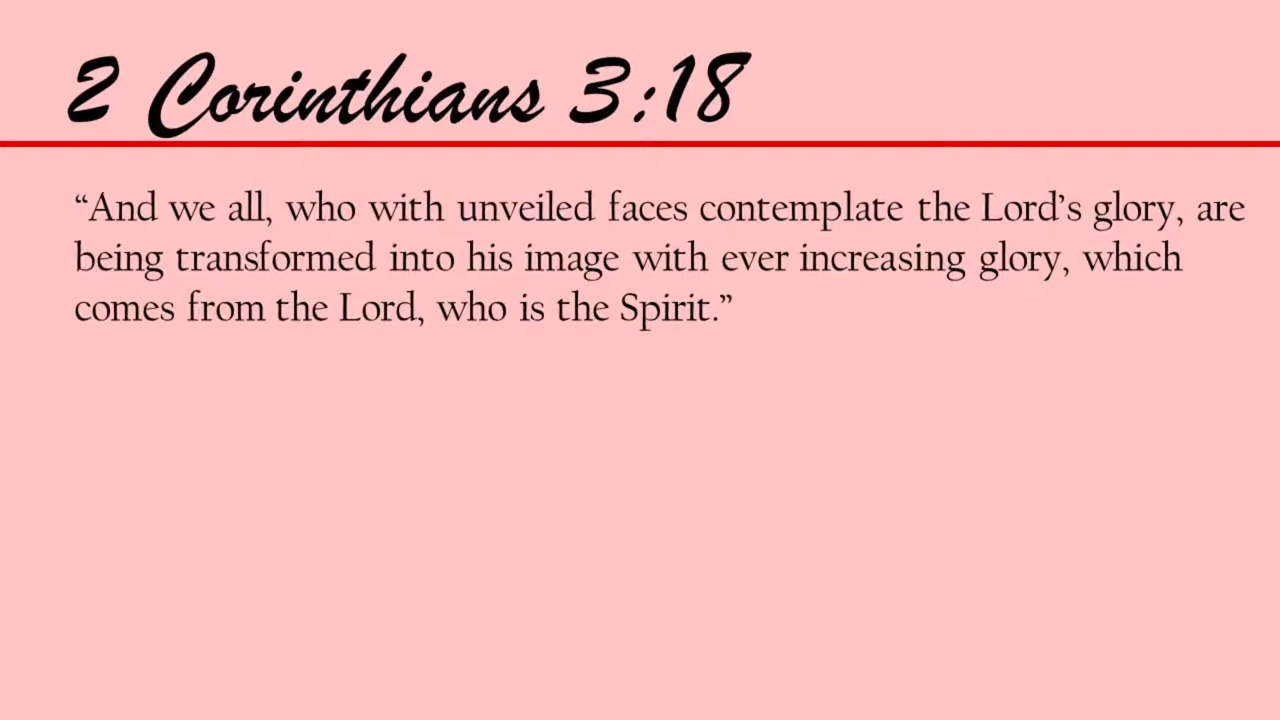 2 Corinthians 3:18
“And we all, who with unveiled faces contemplate the Lord’s glory, are
being transformed into his image with ever increasing glory, which
comes from the Lord, who is the Spirit.”